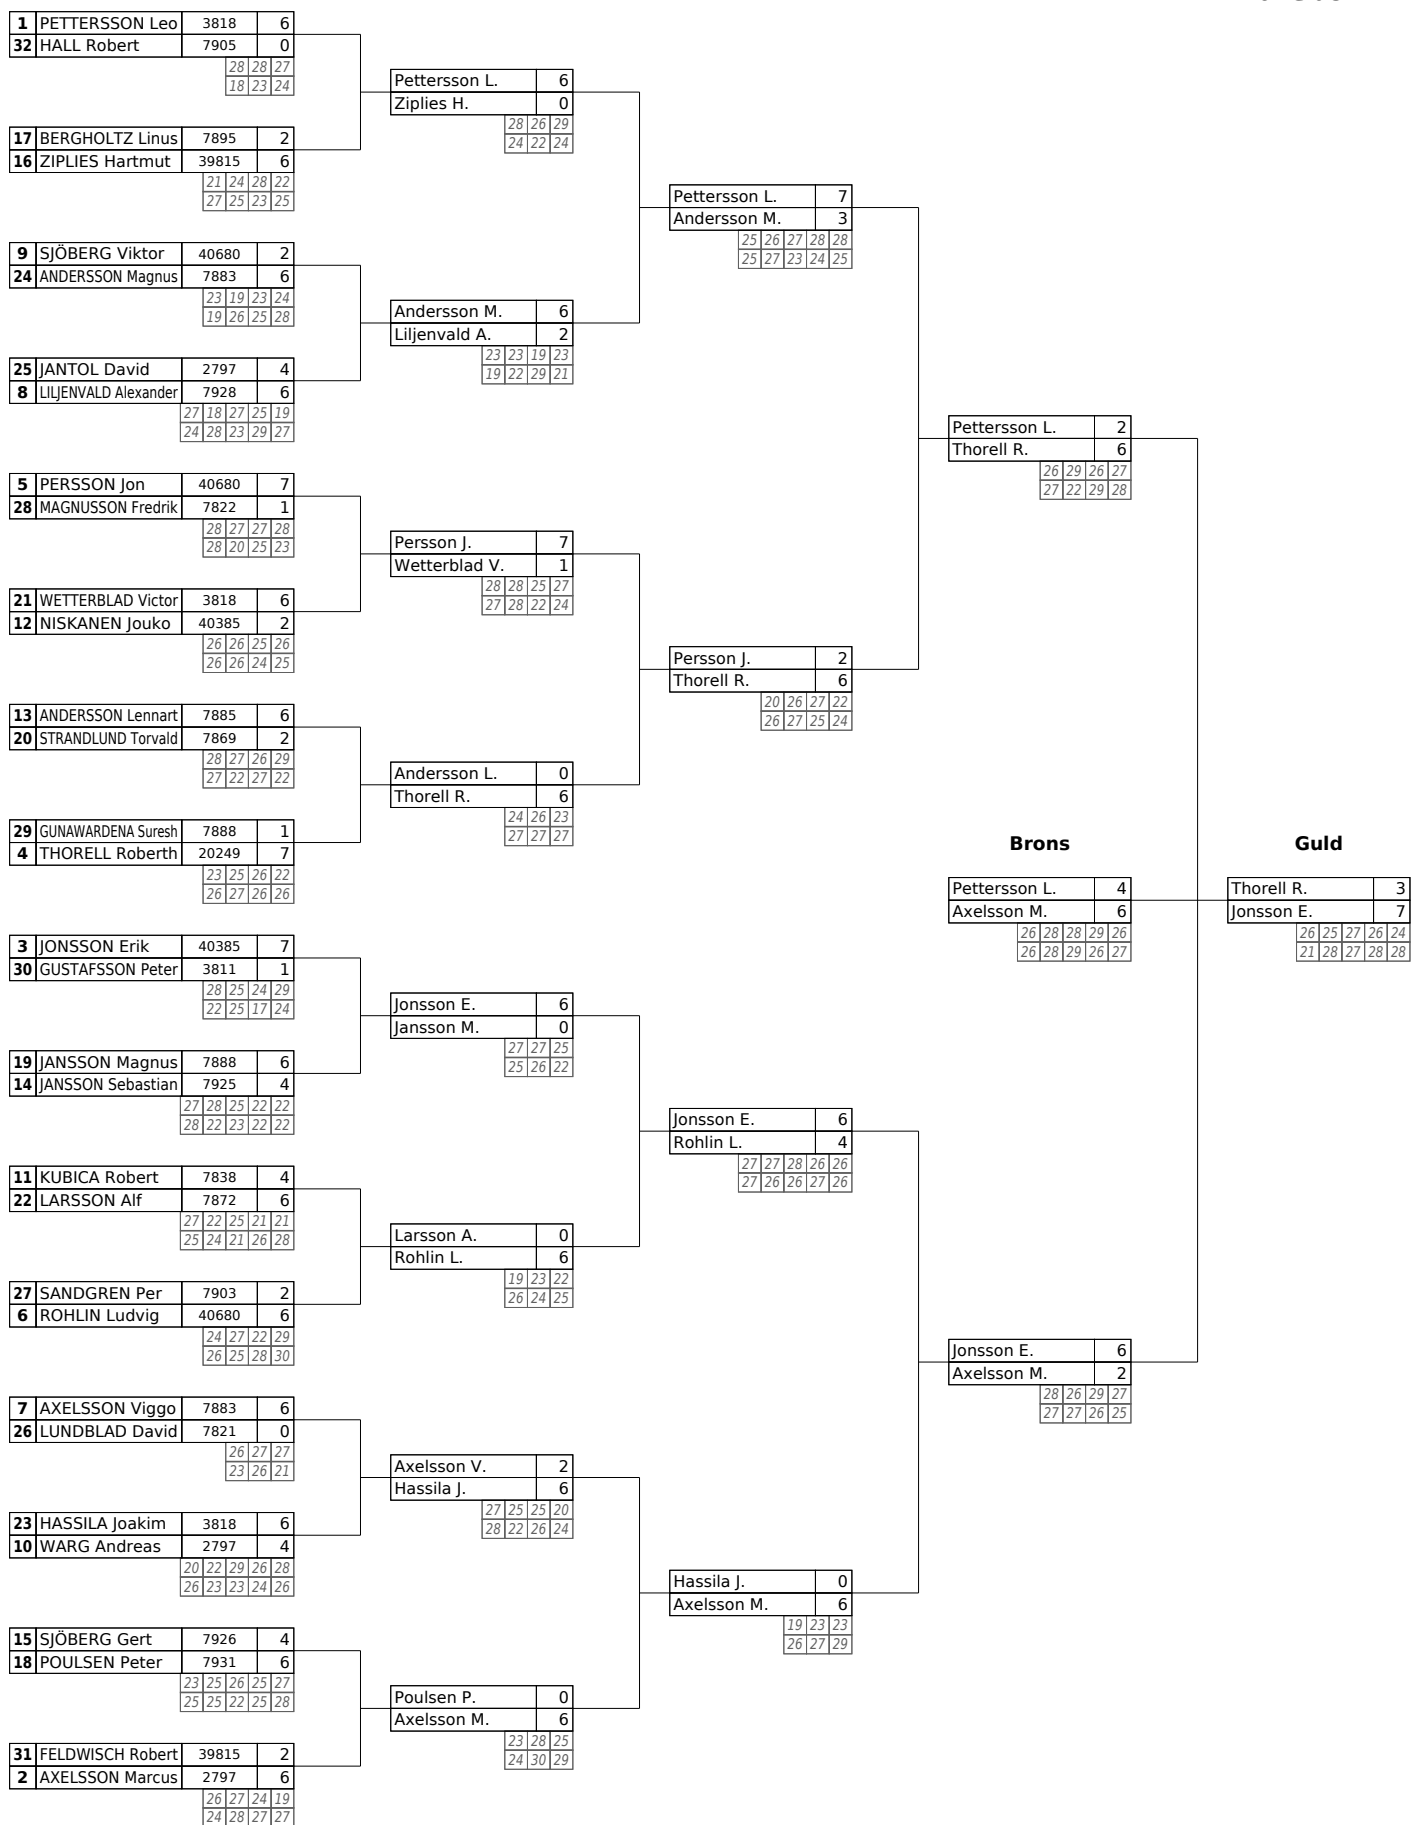 1 PETTERSSON Leo 3818 6
32 HALL Robert 7905 0
28 28 27
18 23 24
17 BERGHOLTZ Linus 7895 2
16 ZIPLIES Hartmut 39815 6
21 24 28 22
27 25 23 25
9 SJÖBERG Viktor 40680 2
24 ANDERSSON Magnus 7883 6
23 19 23 24
19 26 25 28
25 JANTOL David 2797 4
8 LILJENVALD Alexander 7928 6
27 18 27 25 19
24 28 23 29 27
5 PERSSON Jon 40680 7
28 MAGNUSSON Fredrik 7822 1
28 27 27 28
28 20 25 23
21 WETTERBLAD Victor 3818 6
12 NISKANEN Jouko 40385 2
26 26 25 26
26 26 24 25
13 ANDERSSON Lennart 7885 6
20 STRANDLUND Torvald 7869 2
28 27 26 29
27 22 27 22
29 GUNAWARDENA Suresh 7888 1
4 THORELL Roberth 20249 7
23 25 26 22
26 27 26 26
3 JONSSON Erik 40385 7
30 GUSTAFSSON Peter 3811 1
28 25 24 29
22 25 17 24
19 JANSSON Magnus 7888 6
14 JANSSON Sebastian 7925 4
27 28 25 22 22
28 22 23 22 22
11 KUBICA Robert 7838 4
22 LARSSON Alf 7872 6
27 22 25 21 21
25 24 21 26 28
27 SANDGREN Per 7903 2
6 ROHLIN Ludvig 40680 6
24 27 22 29
26 25 28 30
7 AXELSSON Viggo 7883 6
26 LUNDBLAD David 7821 0
26 27 27
23 26 21
23 HASSILA Joakim 3818 6
10 WARG Andreas 2797 4
20 22 29 26 28
26 23 23 24 26
15 SJÖBERG Gert 7926 4
18 POULSEN Peter 7931 6
23 25 26 25 27
25 25 22 25 28
31 FELDWISCH Robert 39815 2
2 AXELSSON Marcus 2797 6
26 27 24 19
24 28 27 27
Pettersson L. 6
Ziplies H. 0
28 26 29
24 22 24
Andersson M. 6
Liljenvald A. 2
23 23 19 23
19 22 29 21
Persson J. 7
Wetterblad V. 1
28 28 25 27
27 28 22 24
Andersson L. 0
Thorell R. 6
24 26 23
27 27 27
Jonsson E. 6
Jansson M. 0
27 27 25
25 26 22
Larsson A. 0
Rohlin L. 6
19 23 22
26 24 25
Axelsson V. 2
Hassila J. 6
27 25 25 20
28 22 26 24
Poulsen P. 0
Axelsson M. 6
23 28 25
24 30 29
Pettersson L. 7
Andersson M. 3
25 26 27 28 28
25 27 23 24 25
Persson J. 2
Thorell R. 6
20 26 27 22
26 27 25 24
Jonsson E. 6
Rohlin L. 4
27 27 28 26 26
27 26 26 27 26
Hassila J. 0
Axelsson M. 6
19 23 23
26 27 29
Pettersson L. 2
Thorell R. 6
26 29 26 27
27 22 29 28
Brons
Pettersson L. 4
Axelsson M. 6
26 28 28 29 26
26 28 29 26 27
Jonsson E. 6
Axelsson M. 2
28 26 29 27
27 27 26 25
Guld
Thorell R. 3
Jonsson E. 7
26 25 27 26 24
21 28 27 28 28